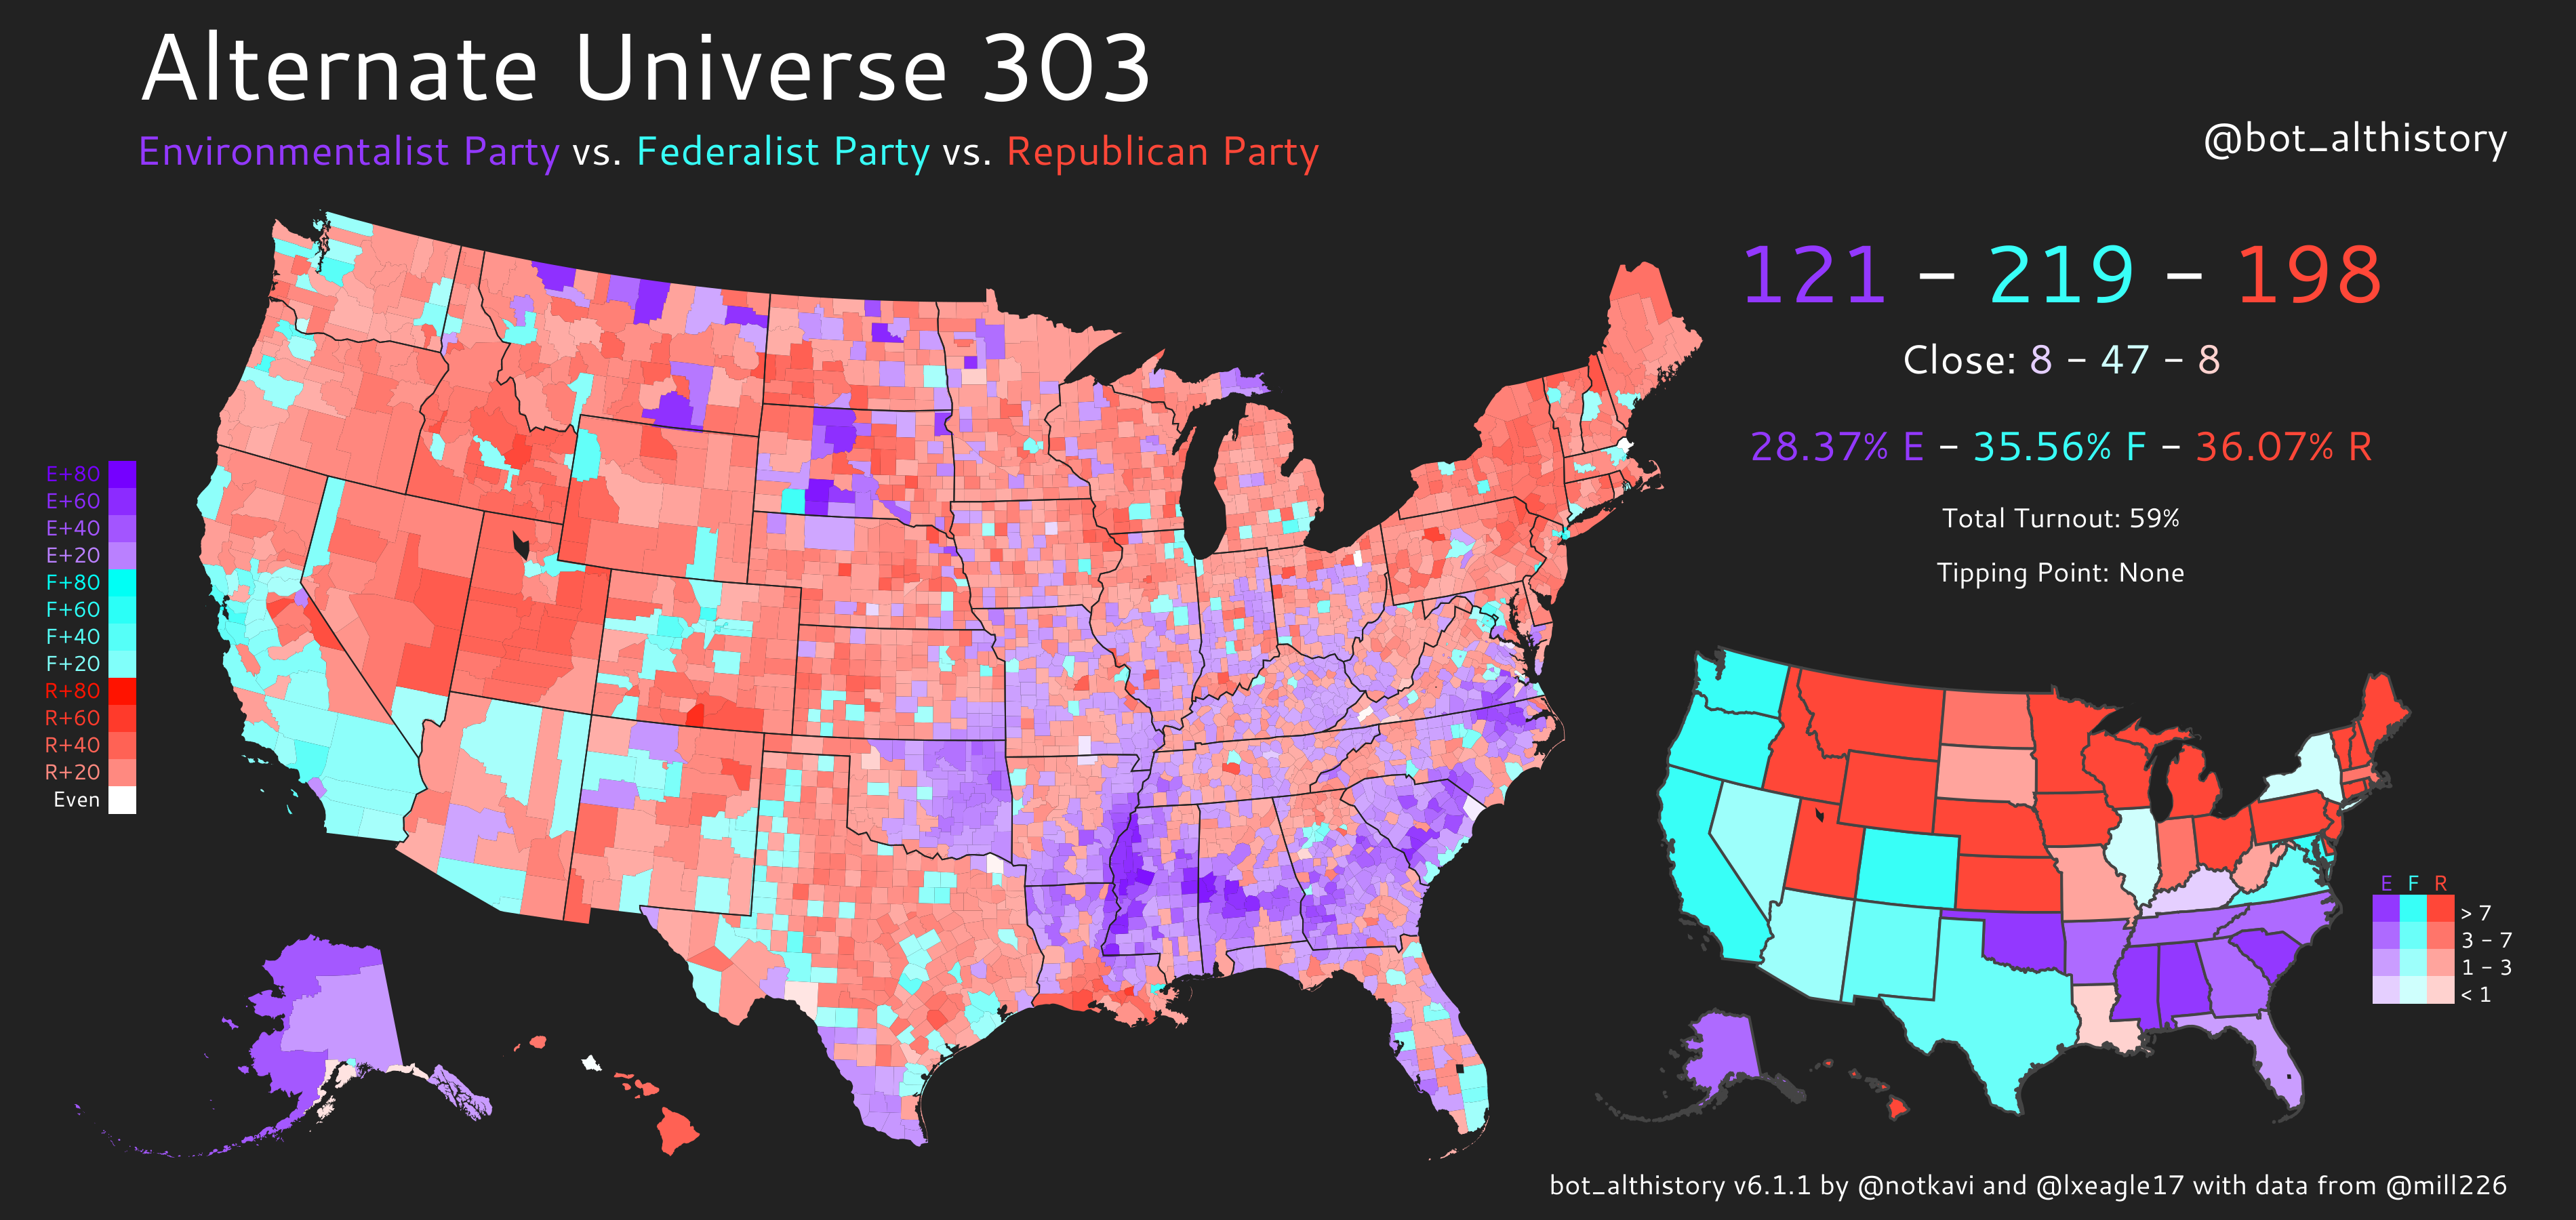 Alternate Universe 303
Environmentalist Party vs. Federalist Party vs. Republican Party
@bot_althistory
121 – 219 – 198
Close: 8 – 47 – 8
28.37% E – 35.56% F – 36.07% R
Total Turnout: 59%
Tipping Point: None
E+80
E+60
E+40
E+20
F+80
F+60
F+40
F+20
R+80
R+60
R+40
R+20
Even
E F R
> 7
3 – 7
1 – 3
< 1
bot_althistory v6.1.1 by @notkavi and @lxeagle17 with data from @mill226